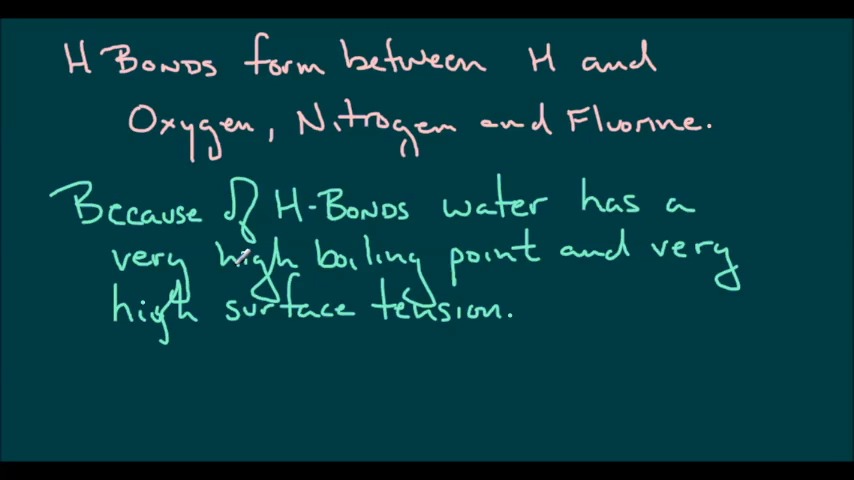 H Bonds form between H and
Oxygen, Nitrogen and Fluorine.
Because of H-Bonds water has a
very high boiling point and very
high surface tension.